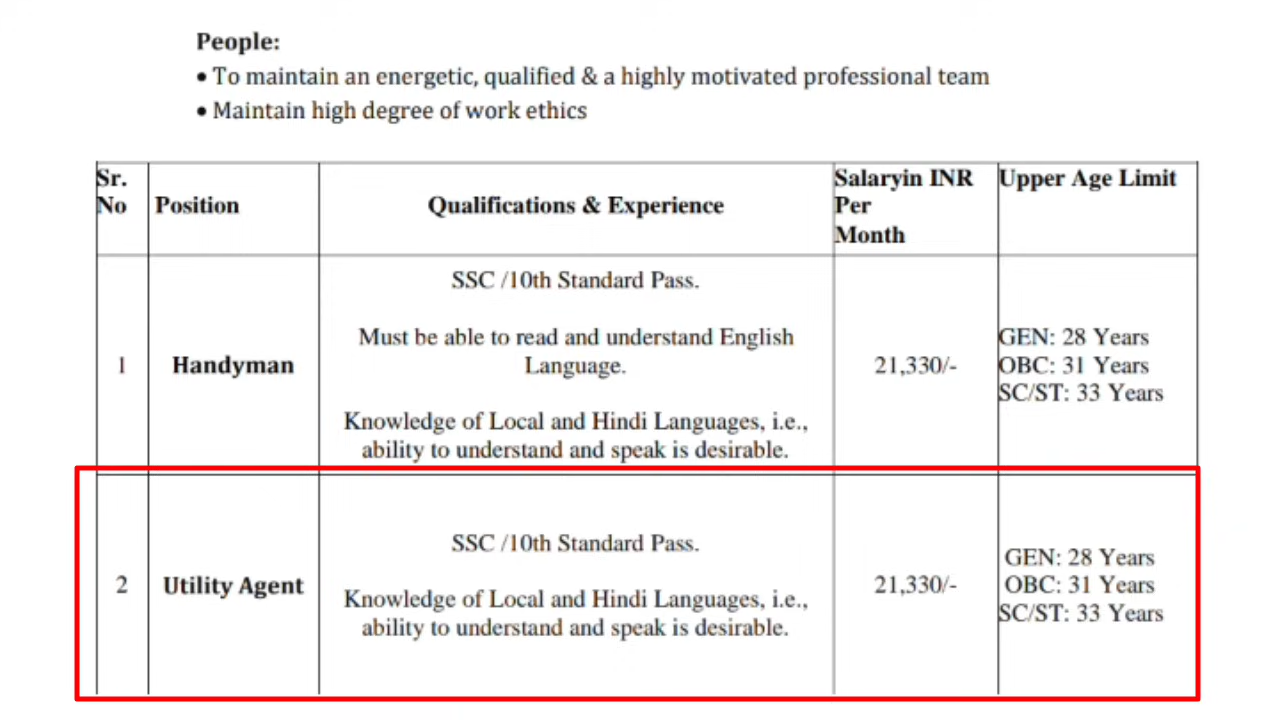 People:
• To maintain an energetic, qualified & a highly motivated professional team
• Maintain high degree of work ethics
Sr. No
Position
Qualifications & Experience
Salaryin INR
Per
Month
Upper Age Limit
1
Handyman
SSC /10th Standard Pass.
Must be able to read and understand English
Language.
Knowledge of Local and Hindi Languages, i.e.,
ability to understand and speak is desirable.
21,330/-
GEN: 28 Years
OBC: 31 Years
SC/ST: 33 Years
2
Utility Agent
SSC /10th Standard Pass.
Knowledge of Local and Hindi Languages, i.e.,
ability to understand and speak is desirable.
21,330/-
GEN: 28 Years
OBC: 31 Years
SC/ST: 33 Years